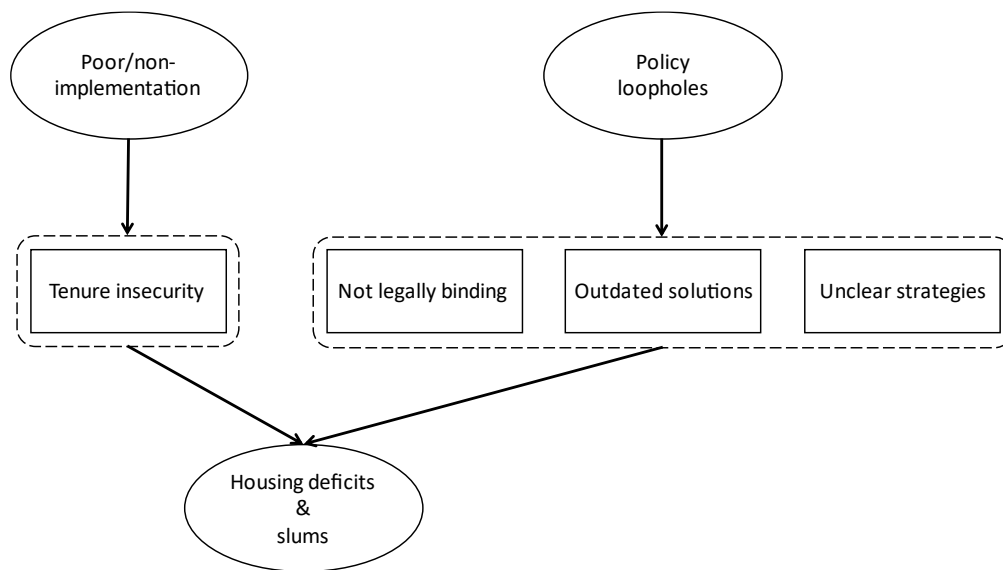 Poor/non-
implementation
Policy
loopholes
Tenure insecurity
Not legally binding
Outdated solutions
Unclear strategies
Housing deficits
&
slums